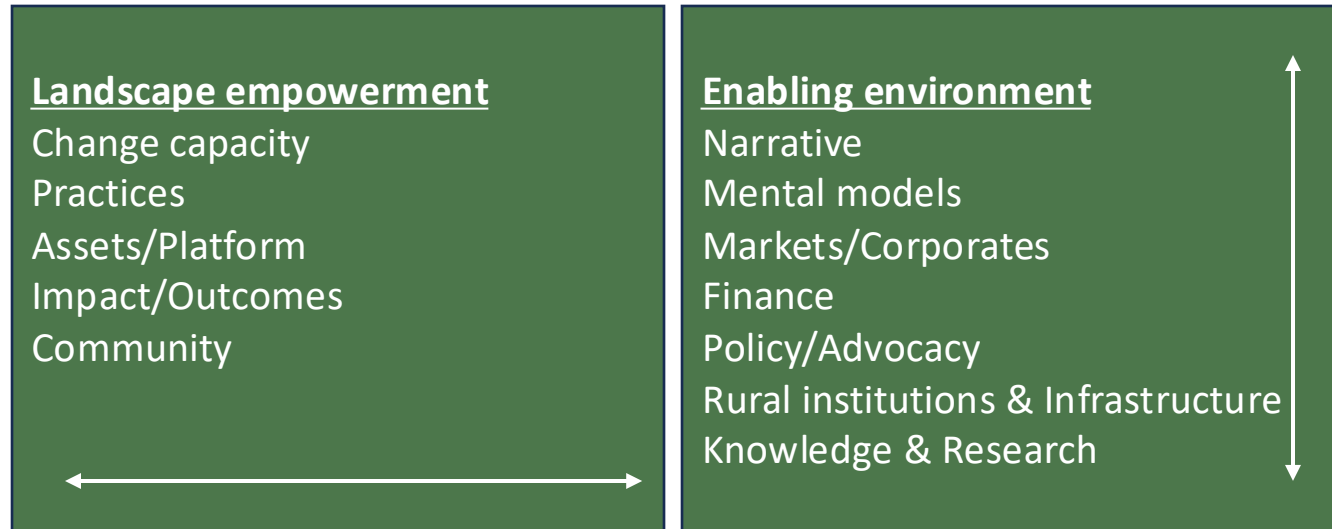 Landscape empowerment
Change capacity
Practices
Assets/Platform
Impact/Outcomes
Community
Enabling environment
Narrative
Mental models
Markets/Corporates
Finance
Policy/Advocacy
Rural institutions & Infrastructure
Knowledge & Research